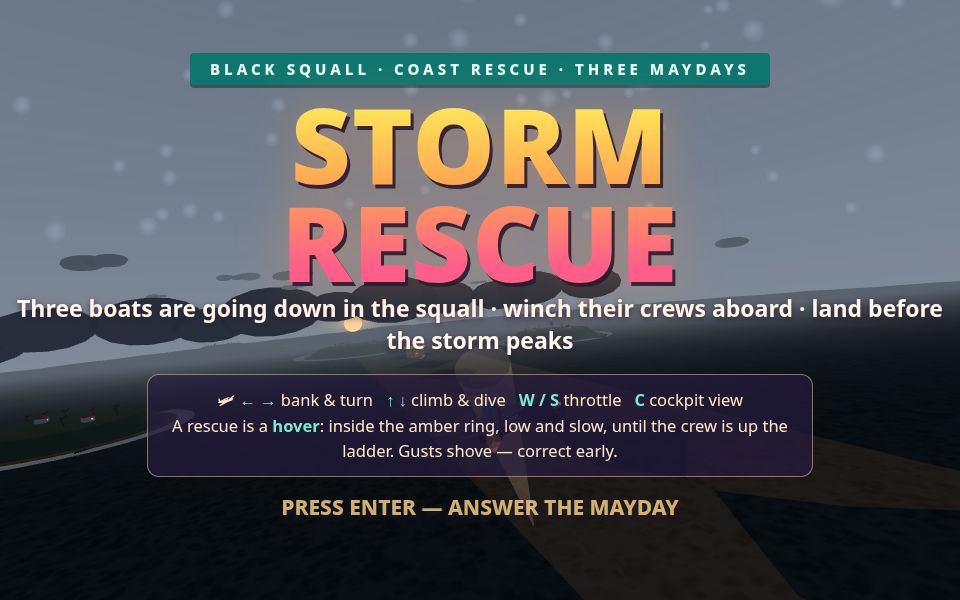 BLACK SQUALL · COAST RESCUE · THREE MAYDAYS
STORM
RESCUE
Three boats are going down in the squall · winch their crews aboard · land before
the storm peaks
← → bank & turn ↑ ↓ climb & dive W / S throttle C cockpit view
A rescue is a hover: inside the amber ring, low and slow, until the crew is up the
ladder. Gusts shove — correct early.
PRESS ENTER — ANSWER THE MAYDAY